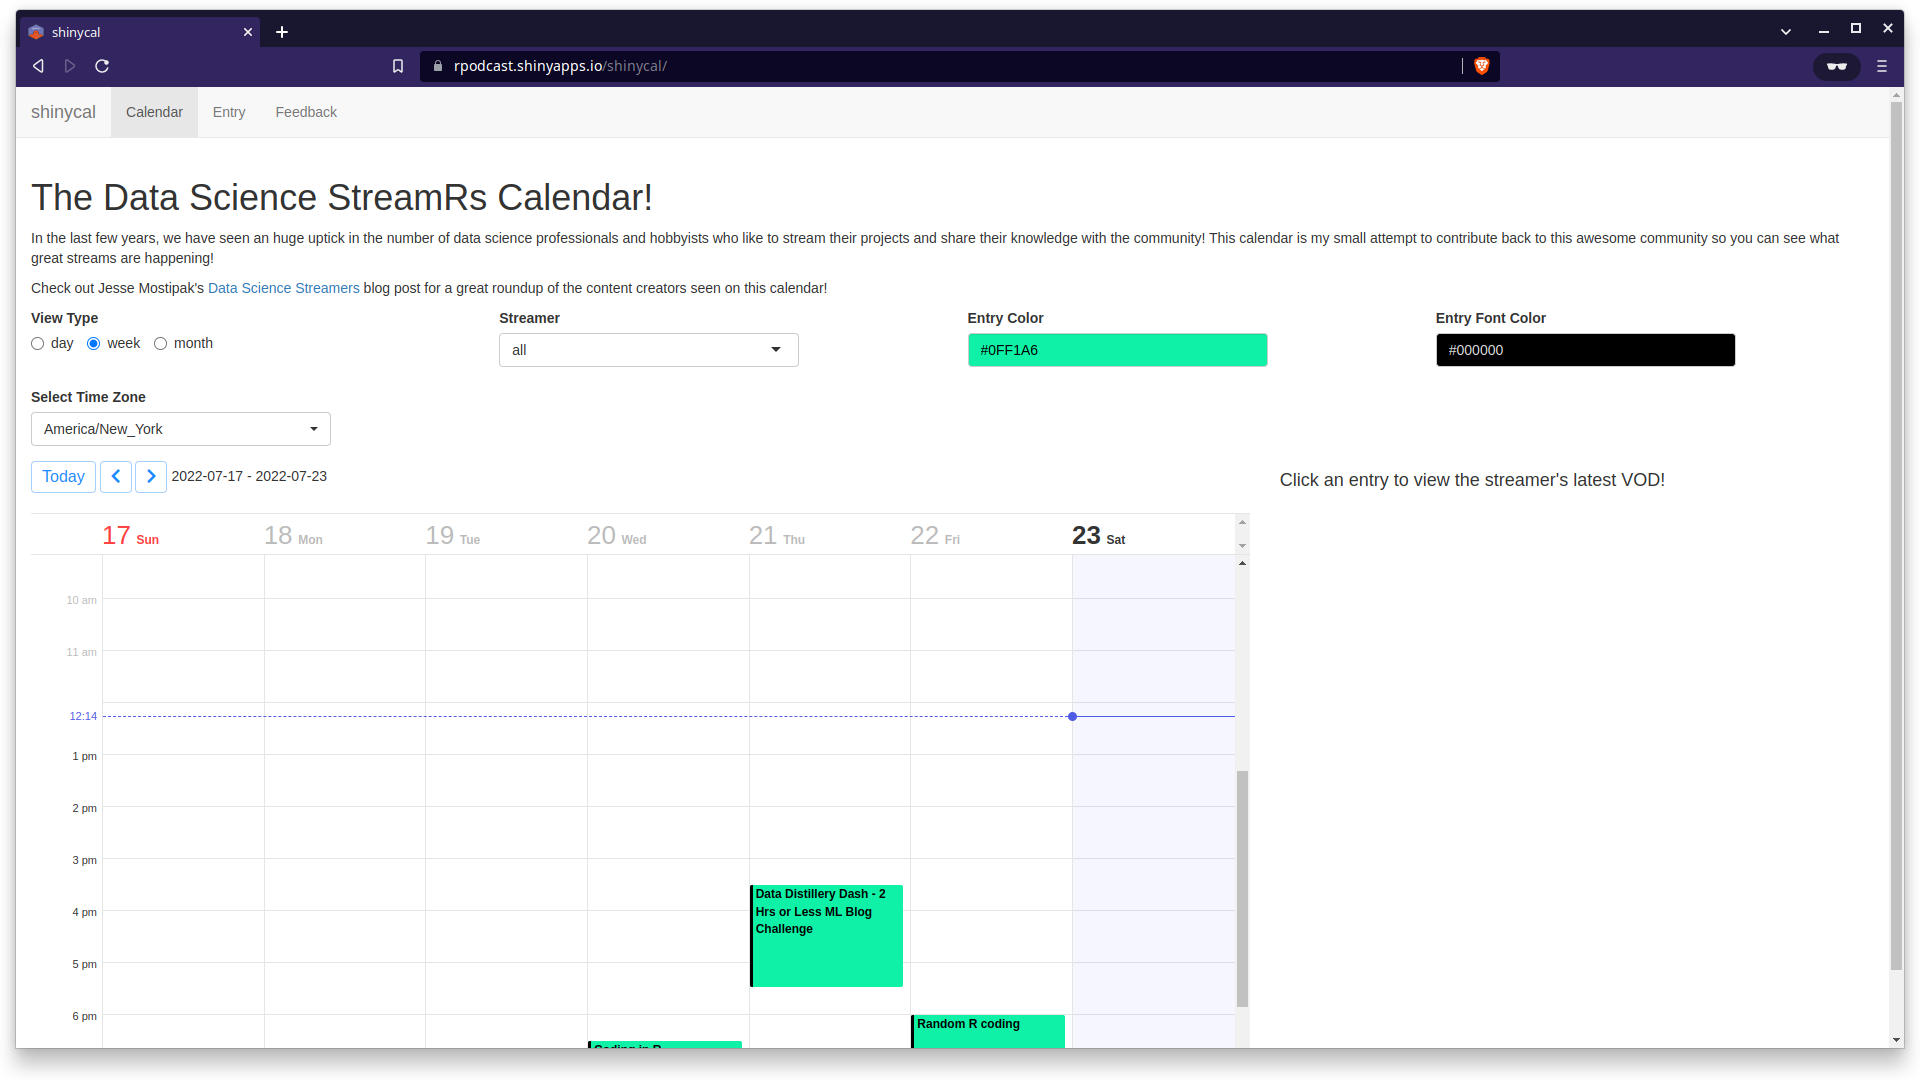 shinycal
rpodcast.shinyapps.io/shinycal/
shinycal Calendar Entry Feedback
The Data Science StreamRs Calendar!
In the last few years, we have seen an huge uptick in the number of data science professionals and hobbyists who like to stream their projects and share their knowledge with the community! This calendar is my small attempt to contribute back to this awesome community so you can see what
great streams are happening!
Check out Jesse Mostipak's Data Science Streamers blog post for a great roundup of the content creators seen on this calendar!
View Type Streamer Entry Color Entry Font Color
day week month all #0FF1A6 #000000
Select Time Zone
America/New_York
Today 2022-07-17 - 2022-07-23
Click an entry to view the streamer's latest VOD!
17 Sun 18 Mon 19 Tue 20 Wed 21 Thu 22 Fri 23 Sat
10 am
11 am
12:14
1 pm
2 pm
3 pm
Data Distillery Dash - 2
Hrs or Less ML Blog
Challenge
4 pm
5 pm
6 pm
Random R coding
Coding in R